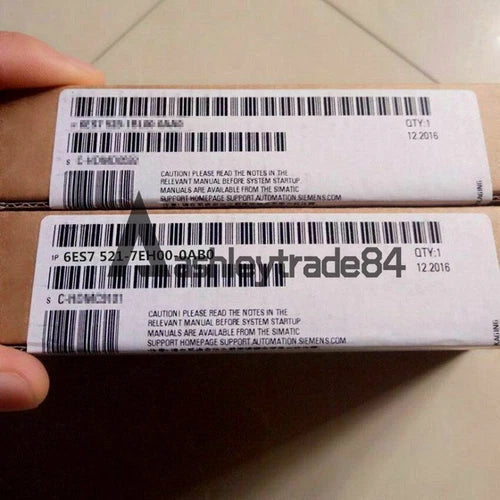 QTY:1
12.2016
S
CAUTION! PLEASE READ THE NOTES IN THE
RELEVANT MANUAL BEFORE SYSTEM STARTUP
MANUALS ARE AVAILABLE FROM THE SIMATIC
SUPPORT HOMEPAGE SUPPORT.AUTOMATION.SIEMENS.COM
1P 6ES7 521-7EH00-0AB0
QTY:1
ashleytrade84
12.2016
S
CAUTION! PLEASE READ THE NOTES IN THE
RELEVANT MANUAL BEFORE SYSTEM STARTUP
MANUALS ARE AVAILABLE FROM THE SIMATIC
SUPPORT HOMEPAGE SUPPORT.AUTOMATION.SIEMENS.COM